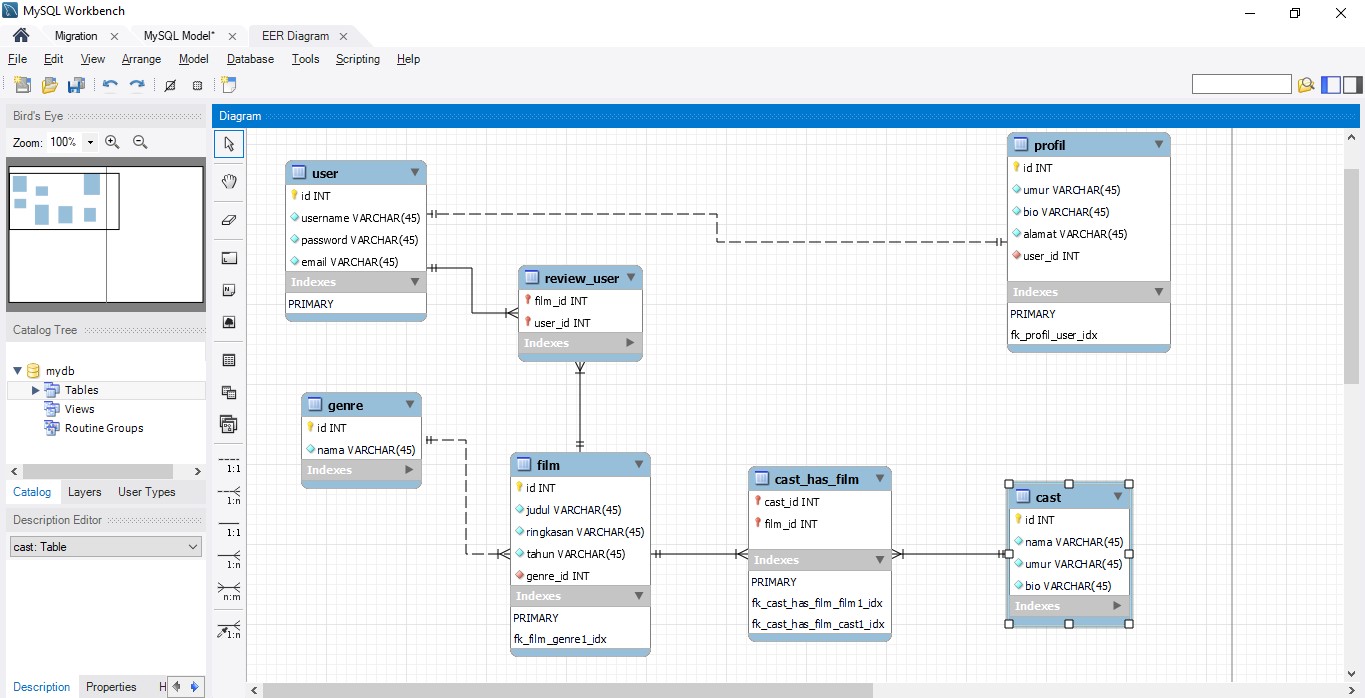 MySQL Workbench
Migration
MySQL Model*
EER Diagram
File Edit View Arrange Model Database Tools Scripting Help
Bird's Eye
Zoom: 100%
Catalog Tree
mydb
Tables
Views
Routine Groups
Catalog Layers User Types
Description Editor
cast: Table
Description Properties H
1:1
1:n
1:1
1:n
n:m
1:n
Diagram
user
id INT
username VARCHAR(45)
password VARCHAR(45)
email VARCHAR(45)
Indexes
PRIMARY
review_user
film_id INT
user_id INT
Indexes
profil
id INT
umur VARCHAR(45)
bio VARCHAR(45)
alamat VARCHAR(45)
user_id INT
Indexes
PRIMARY
fk_profil_user_idx
genre
id INT
nama VARCHAR(45)
Indexes
film
id INT
judul VARCHAR(45)
ringkasan VARCHAR(45)
tahun VARCHAR(45)
genre_id INT
Indexes
PRIMARY
fk_film_genre1_idx
cast_has_film
cast_id INT
film_id INT
Indexes
PRIMARY
fk_cast_has_film_film1_idx
fk_cast_has_film_cast1_idx
cast
id INT
nama VARCHAR(45)
umur VARCHAR(45)
bio VARCHAR(45)
Indexes